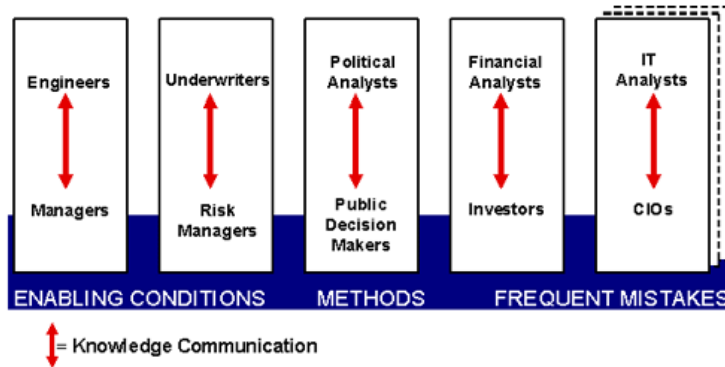 Engineers
Managers
Underwriters
Risk
Managers
Political
Analysts
Public
Decision
Makers
Financial
Analysts
Investors
IT
Analysts
CIOs
ENABLING CONDITIONS
METHODS
FREQUENT MISTAKES
= Knowledge Communication